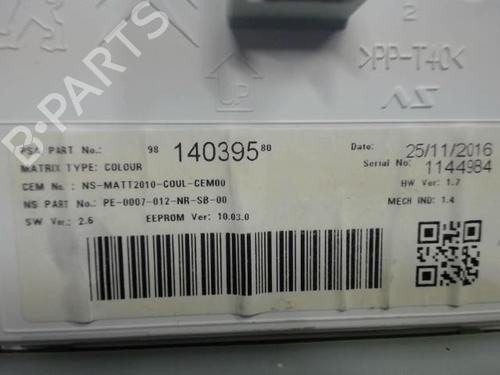 2
>PP-T40<
UP
NS
B-PARTS
PSA PART No.: 98 140395 80
Date: 25/11/2016
MATRIX TYPE: COLOUR
Serial No.: 1144984
CEM No.: NS-MATT2010-COUL-CEM00
HW Ver.: 1.7
NS PART No.: PE-0007-012-NR-SB-00
MECH IND: 1.4
SW Ver.: 2.6 EEPROM Ver: 10.03.0